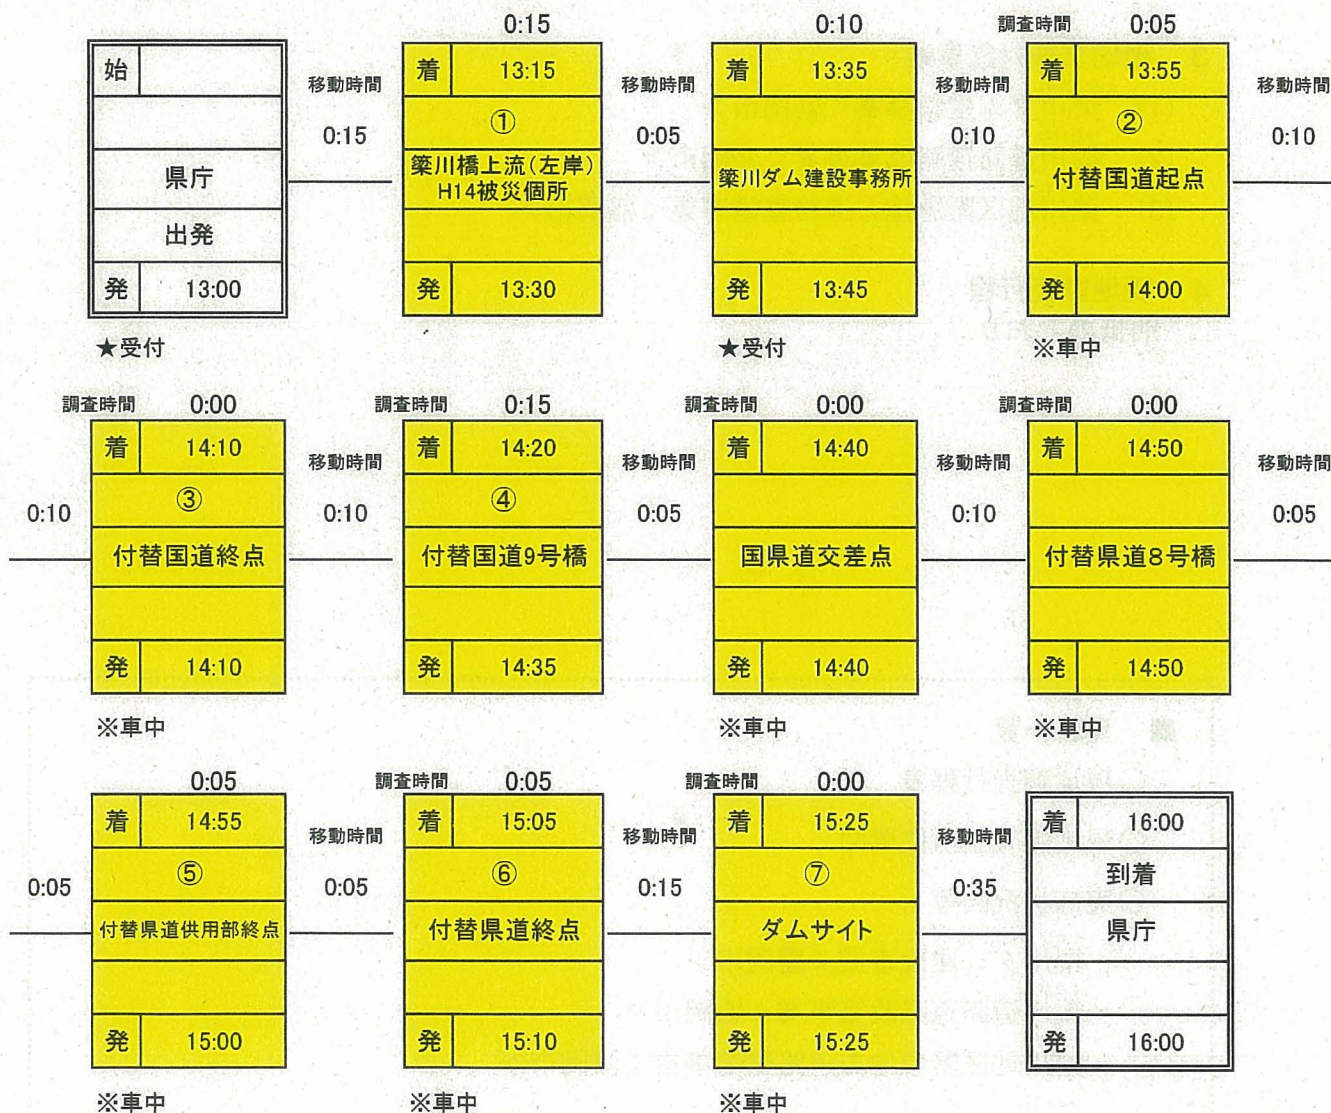 0:15
0:10
調査時間 0:05
始
移動時間
着 13:15
移動時間
着 13:35
移動時間
着 13:55
移動時間
0:15
①
0:05
0:10
②
0:10
県庁
簗川橋上流(左岸)
H14被災個所
簗川ダム建設事務所
付替国道起点
出発
発 13:00
発 13:30
発 13:45
発 14:00
★受付
★受付
※車中
調査時間 0:00
調査時間 0:15
調査時間 0:00
調査時間 0:00
着 14:10
移動時間
着 14:20
移動時間
着 14:40
移動時間
着 14:50
移動時間
0:10
③
0:10
④
0:05
0:10
0:05
付替国道終点
付替国道9号橋
国県道交差点
付替県道8号橋
発 14:10
発 14:35
発 14:40
発 14:50
※車中
※車中
※車中
0:05
調査時間 0:05
調査時間 0:00
着 14:55
移動時間
着 15:05
移動時間
着 15:25
移動時間
着 16:00
0:05
⑤
0:05
⑥
0:15
⑦
0:35
到着
付替県道供用部終点
付替県道終点
ダムサイト
県庁
発 15:00
発 15:10
発 15:25
発 16:00
※車中
※車中
※車中